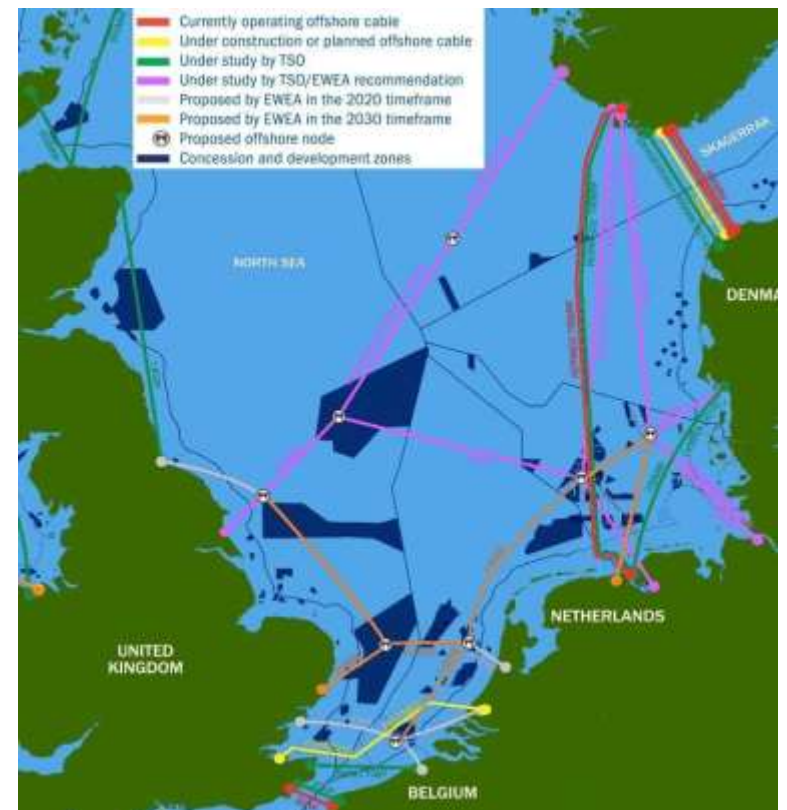 Currently operating offshore cable
Under construction or planned offshore cable
Under study by TSO
Under study by TSO/EWEA recommendation
Proposed by EWEA in the 2020 timeframe
Proposed by EWEA in the 2030 timeframe
Proposed offshore node
Concession and development zones
SKAGERRAK
NORTH SEA
DENMA
NETHERLANDS
UNITED
KINGDOM
BELGIUM